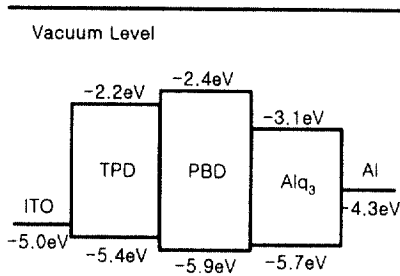 Vacuum Level
-2.2eV
-2.4eV
-3.1eV
TPD
PBD
Alq₃
Al
ITO
-4.3eV
-5.0eV
-5.4eV
-5.9eV
-5.7eV